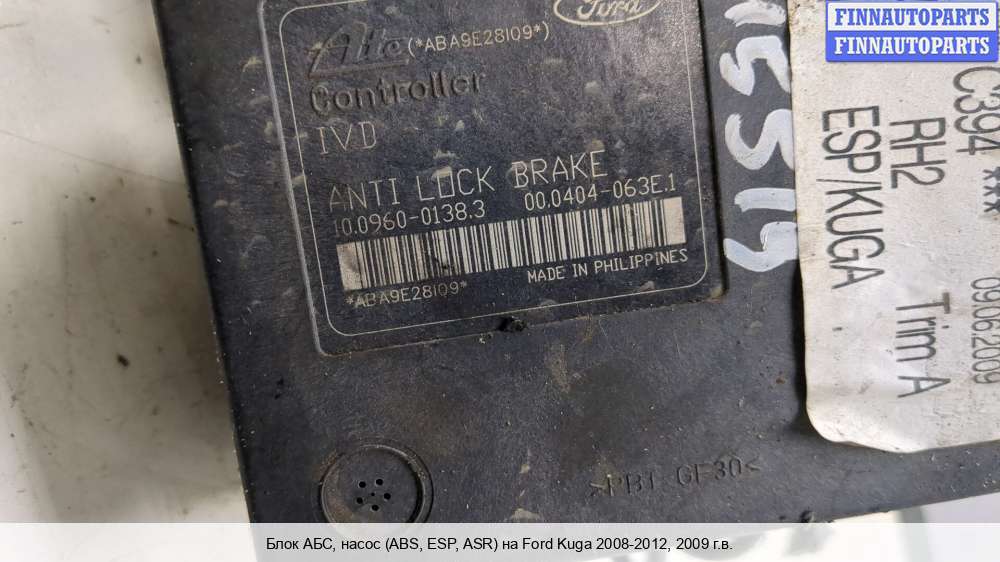 Ford
Ate (*ABA9E28I09*)
Controller
IVD
ANTI LOCK BRAKE
10.0960-0138.3 00.0404-063E.1
*ABA9E28I09*
MADE IN PHILIPPINES
>PBT GF30<
C394 ***
RH2
ESP/KUGA
09.06.2009
Trim A
FINNAUTOPARTS
FINNAUTOPARTS
Блок АБС, насос (ABS, ESP, ASR) на Ford Kuga 2008-2012, 2009 г.в.